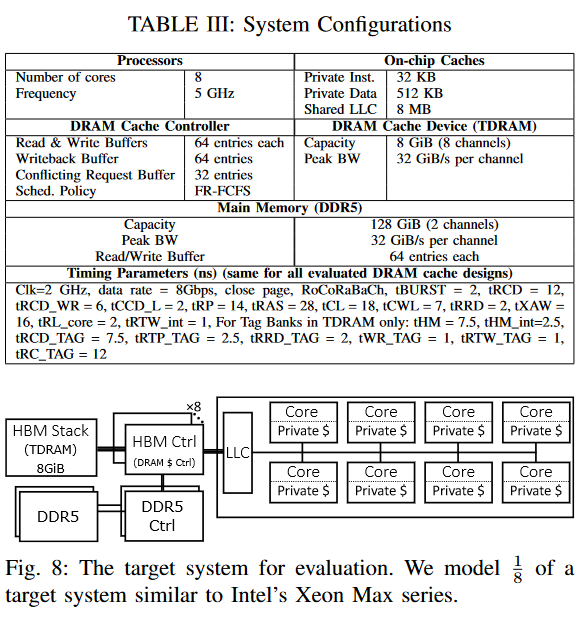 TABLE III: System Configurations
Processors
On-chip Caches
Number of cores 8
Private Inst. 32 KB
Frequency 5 GHz
Private Data 512 KB
Shared LLC 8 MB
DRAM Cache Controller
DRAM Cache Device (TDRAM)
Read & Write Buffers 64 entries each
Capacity 8 GiB (8 channels)
Writeback Buffer 64 entries
Peak BW 32 GiB/s per channel
Conflicting Request Buffer 32 entries
Sched. Policy FR-FCFS
Main Memory (DDR5)
Capacity 128 GiB (2 channels)
Peak BW 32 GiB/s per channel
Read/Write Buffer 64 entries each
Timing Parameters (ns) (same for all evaluated DRAM cache designs)
Clk=2 GHz, data rate = 8Gbps, close page, RoCoRaBaCh, tBURST = 2, tRCD = 12,
tRCD_WR = 6, tCCD_L = 2, tRP = 14, tRAS = 28, tCL = 18, tCWL = 7, tRRD = 2, tXAW =
16, tRL_core = 2, tRTW_int = 1, For Tag Banks in TDRAM only: tHM = 7.5, tHM_int=2.5,
tRCD_TAG = 7.5, tRTP_TAG = 2.5, tRRD_TAG = 2, tWR_TAG = 1, tRTW_TAG = 1,
tRC_TAG = 12
×8
HBM Stack
(TDRAM)
8GiB
HBM Ctrl
(DRAM $ Ctrl)
LLC
Core Core Core Core
Private $ Private $ Private $ Private $
Core Core Core Core
Private $ Private $ Private $ Private $
DDR5
DDR5
Ctrl
Fig. 8: The target system for evaluation. We model 1/8 of a
target system similar to Intel's Xeon Max series.